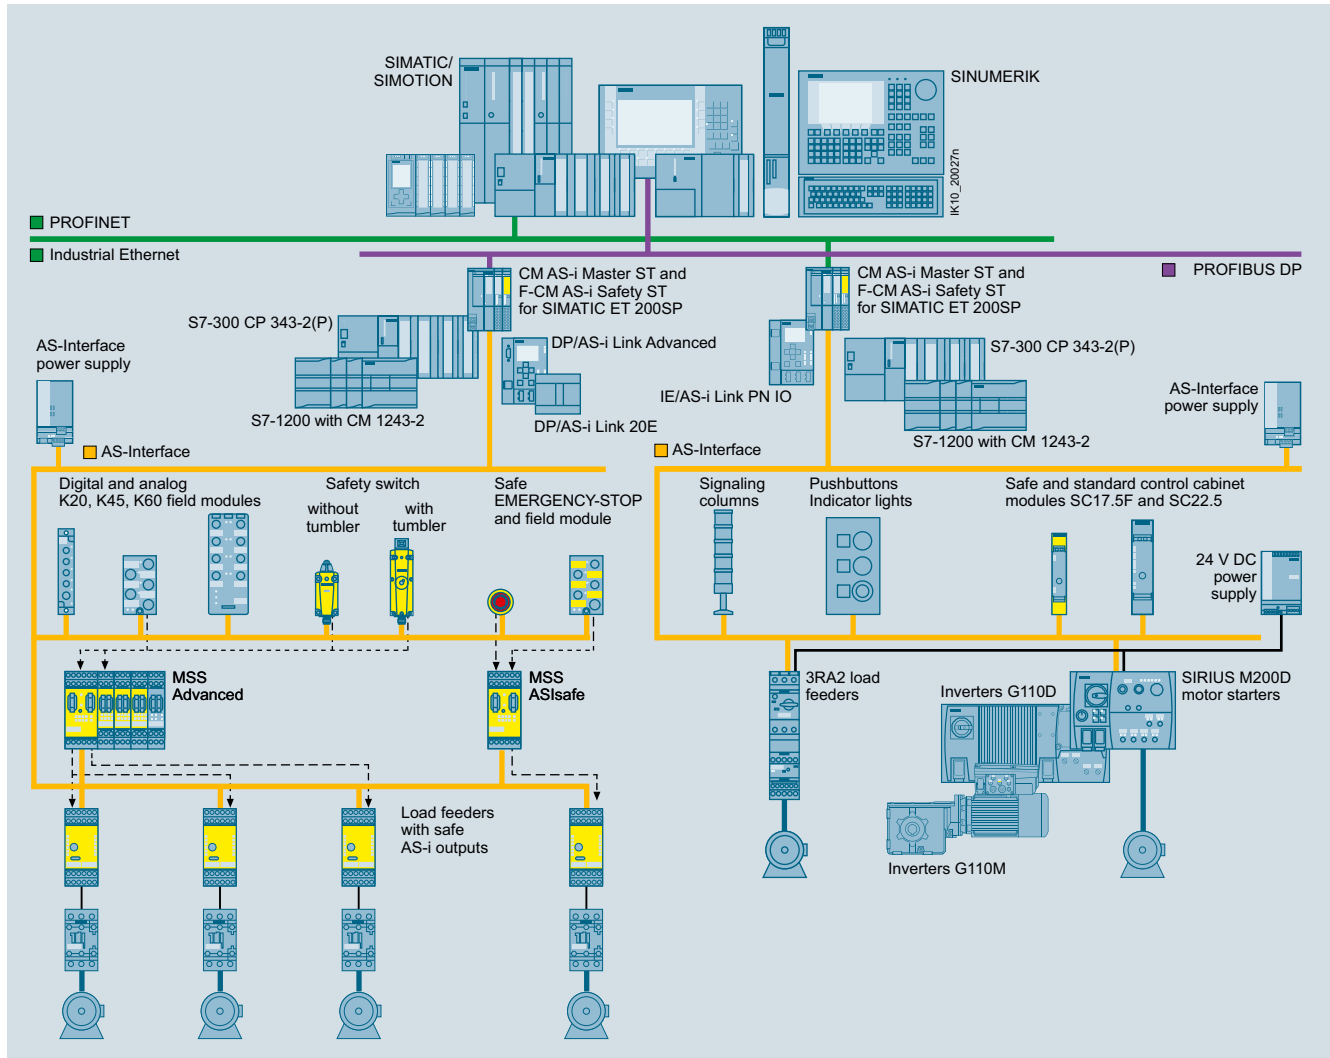 SIMATIC/
SIMOTION
SINUMERIK
IK10_20027n
PROFINET
Industrial Ethernet
PROFIBUS DP
CM AS-i Master ST and
F-CM AS-i Safety ST
for SIMATIC ET 200SP
CM AS-i Master ST and
F-CM AS-i Safety ST
for SIMATIC ET 200SP
S7-300 CP 343-2(P)
DP/AS-i Link Advanced
S7-300 CP 343-2(P)
AS-Interface
power supply
IE/AS-i Link PN IO
AS-Interface
power supply
S7-1200 with CM 1243-2
DP/AS-i Link 20E
S7-1200 with CM 1243-2
AS-Interface
AS-Interface
Digital and analog
K20, K45, K60 field modules
Safety switch
without
tumbler
with
tumbler
Safe
EMERGENCY-STOP
and field module
Signaling
columns
Pushbuttons
Indicator lights
Safe and standard control cabinet
modules SC17.5F and SC22.5
24 V DC
power
supply
MSS
Advanced
MSS
ASIsafe
3RA2 load
feeders
Inverters G110D
SIRIUS M200D
motor starters
Load feeders
with safe
AS-i outputs
Inverters G110M